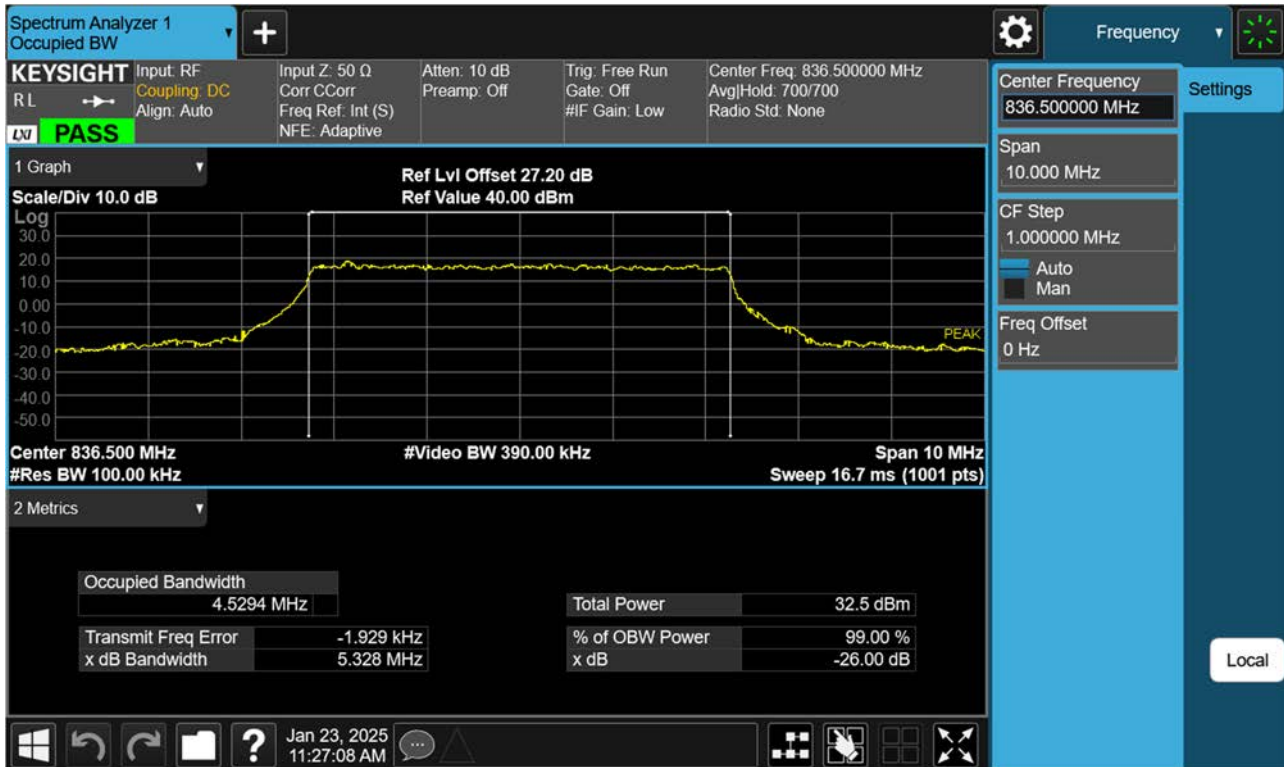 Spectrum Analyzer 1
Occupied BW
+
Frequency
KEYSIGHT
RL
LXI
PASS
Input: RF
Coupling: DC
Align: Auto
Input Z: 50 Ω
Corr CCorr
Freq Ref: Int (S)
NFE: Adaptive
Atten: 10 dB
Preamp: Off
Trig: Free Run
Gate: Off
#IF Gain: Low
Center Freq: 836.500000 MHz
Avg|Hold: 700/700
Radio Std: None
Center Frequency
836.500000 MHz
Settings
Span
10.000 MHz
CF Step
1.000000 MHz
Auto
Man
Freq Offset
0 Hz
Local
1 Graph
Scale/Div 10.0 dB
Ref Lvl Offset 27.20 dB
Ref Value 40.00 dBm
Log
30.0
20.0
10.0
0.00
-10.0
-20.0
-30.0
-40.0
-50.0
PEAK
Center 836.500 MHz
#Video BW 390.00 kHz
Span 10 MHz
#Res BW 100.00 kHz
Sweep 16.7 ms (1001 pts)
2 Metrics
Occupied Bandwidth
4.5294 MHz
Total Power 32.5 dBm
Transmit Freq Error -1.929 kHz
% of OBW Power 99.00 %
x dB Bandwidth 5.328 MHz
x dB -26.00 dB
?
Jan 23, 2025
11:27:08 AM